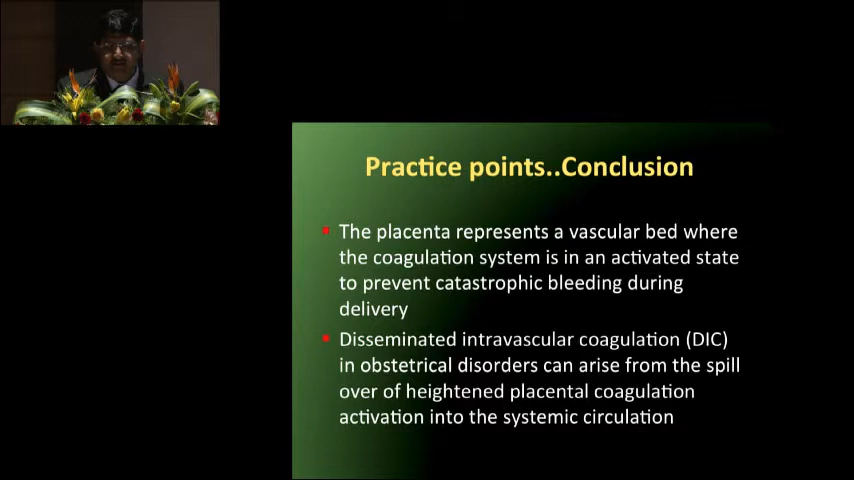 Practice points..Conclusion
The placenta represents a vascular bed where
the coagulation system is in an activated state
to prevent catastrophic bleeding during
delivery
Disseminated intravascular coagulation (DIC)
in obstetrical disorders can arise from the spill
over of heightened placental coagulation
activation into the systemic circulation